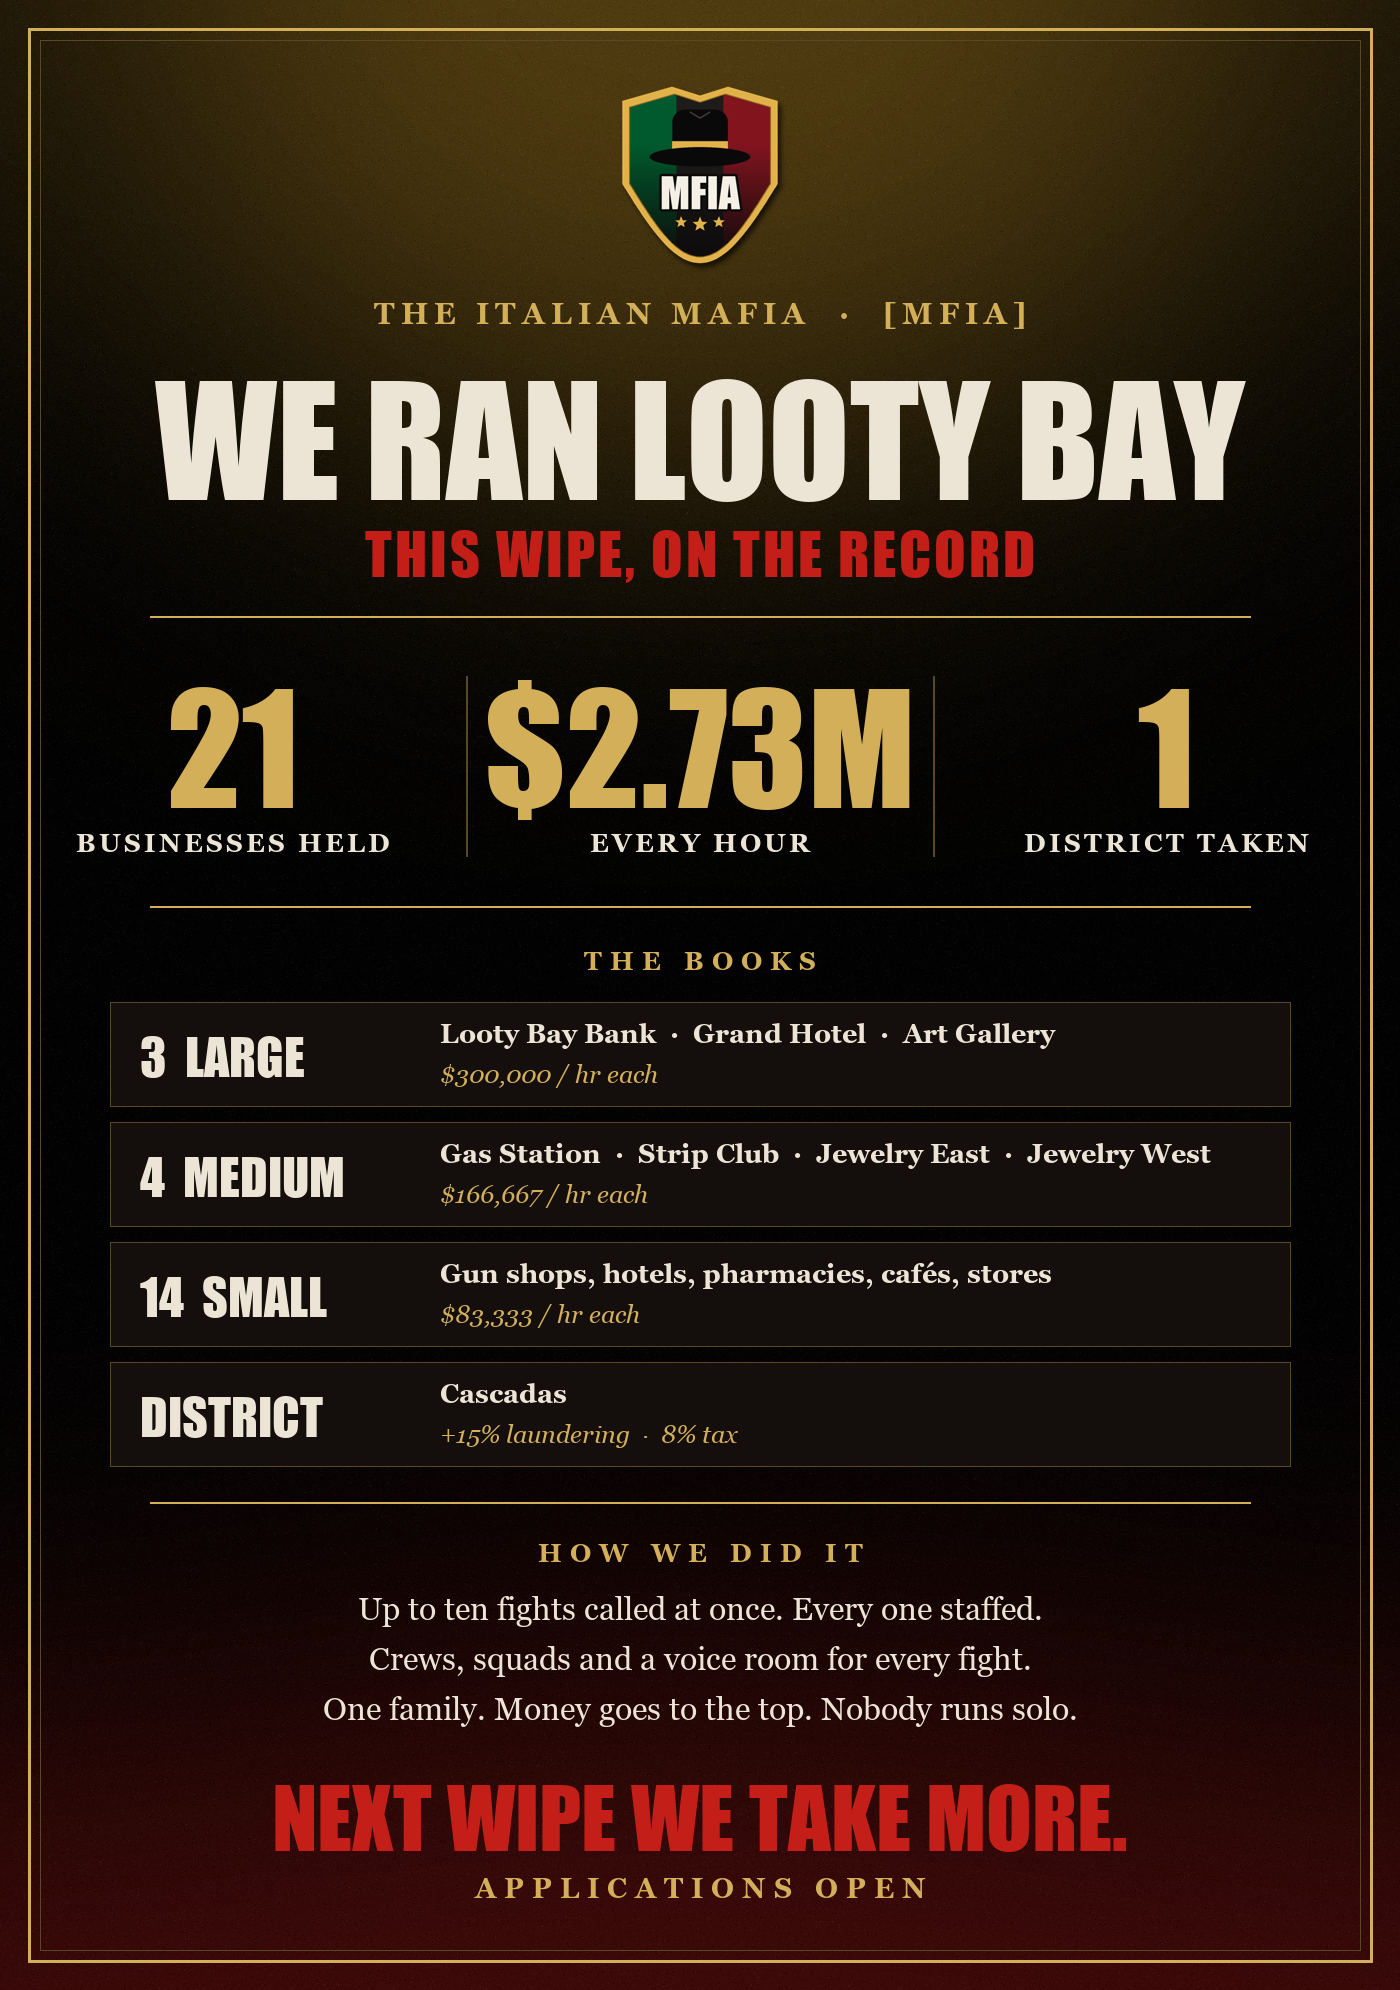 MFIA
THE ITALIAN MAFIA · [MFIA]
WE RAN LOOTY BAY
THIS WIPE, ON THE RECORD
21
BUSINESSES HELD
$2.73M
EVERY HOUR
1
DISTRICT TAKEN
THE BOOKS
3 LARGE
Looty Bay Bank · Grand Hotel · Art Gallery
$300,000 / hr each
4 MEDIUM
Gas Station · Strip Club · Jewelry East · Jewelry West
$166,667 / hr each
14 SMALL
Gun shops, hotels, pharmacies, cafés, stores
$83,333 / hr each
DISTRICT
Cascadas
+15% laundering · 8% tax
HOW WE DID IT
Up to ten fights called at once. Every one staffed.
Crews, squads and a voice room for every fight.
One family. Money goes to the top. Nobody runs solo.
NEXT WIPE WE TAKE MORE.
APPLICATIONS OPEN